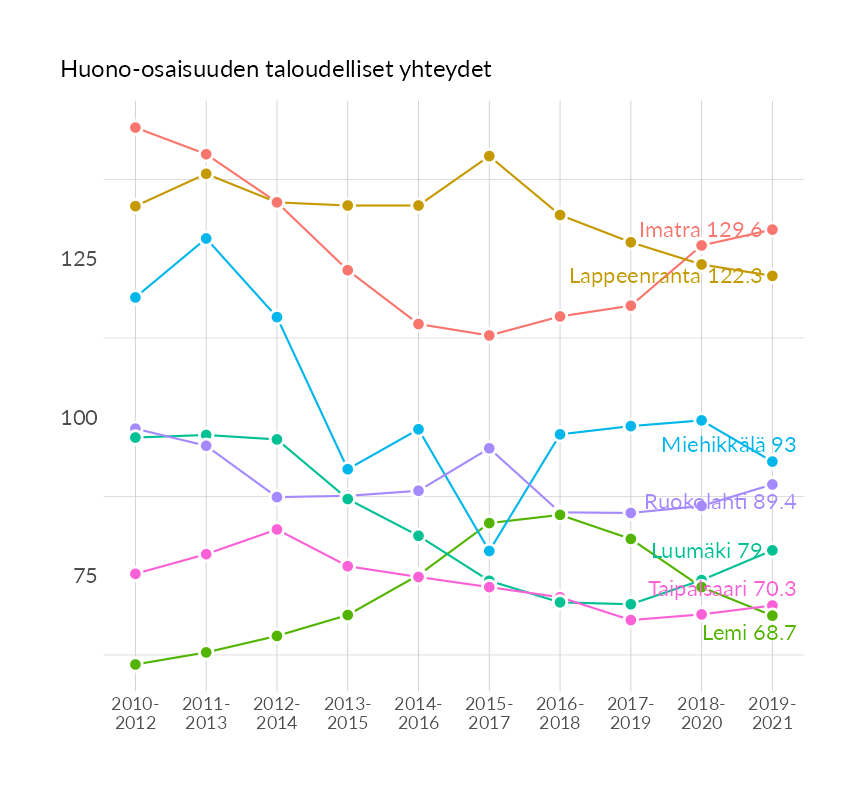 Huono-osaisuuden taloudelliset yhteydet
Imatra 129.6
125
Lappeenranta 122.3
100
Miehikkälä 93
Ruokolahti 89.4
Luumäki 79
75
Taipalsaari 70.3
Lemi 68.7
2010- 2011- 2012- 2013- 2014- 2015- 2016- 2017- 2018- 2019-
2012 2013 2014 2015 2016 2017 2018 2019 2020 2021